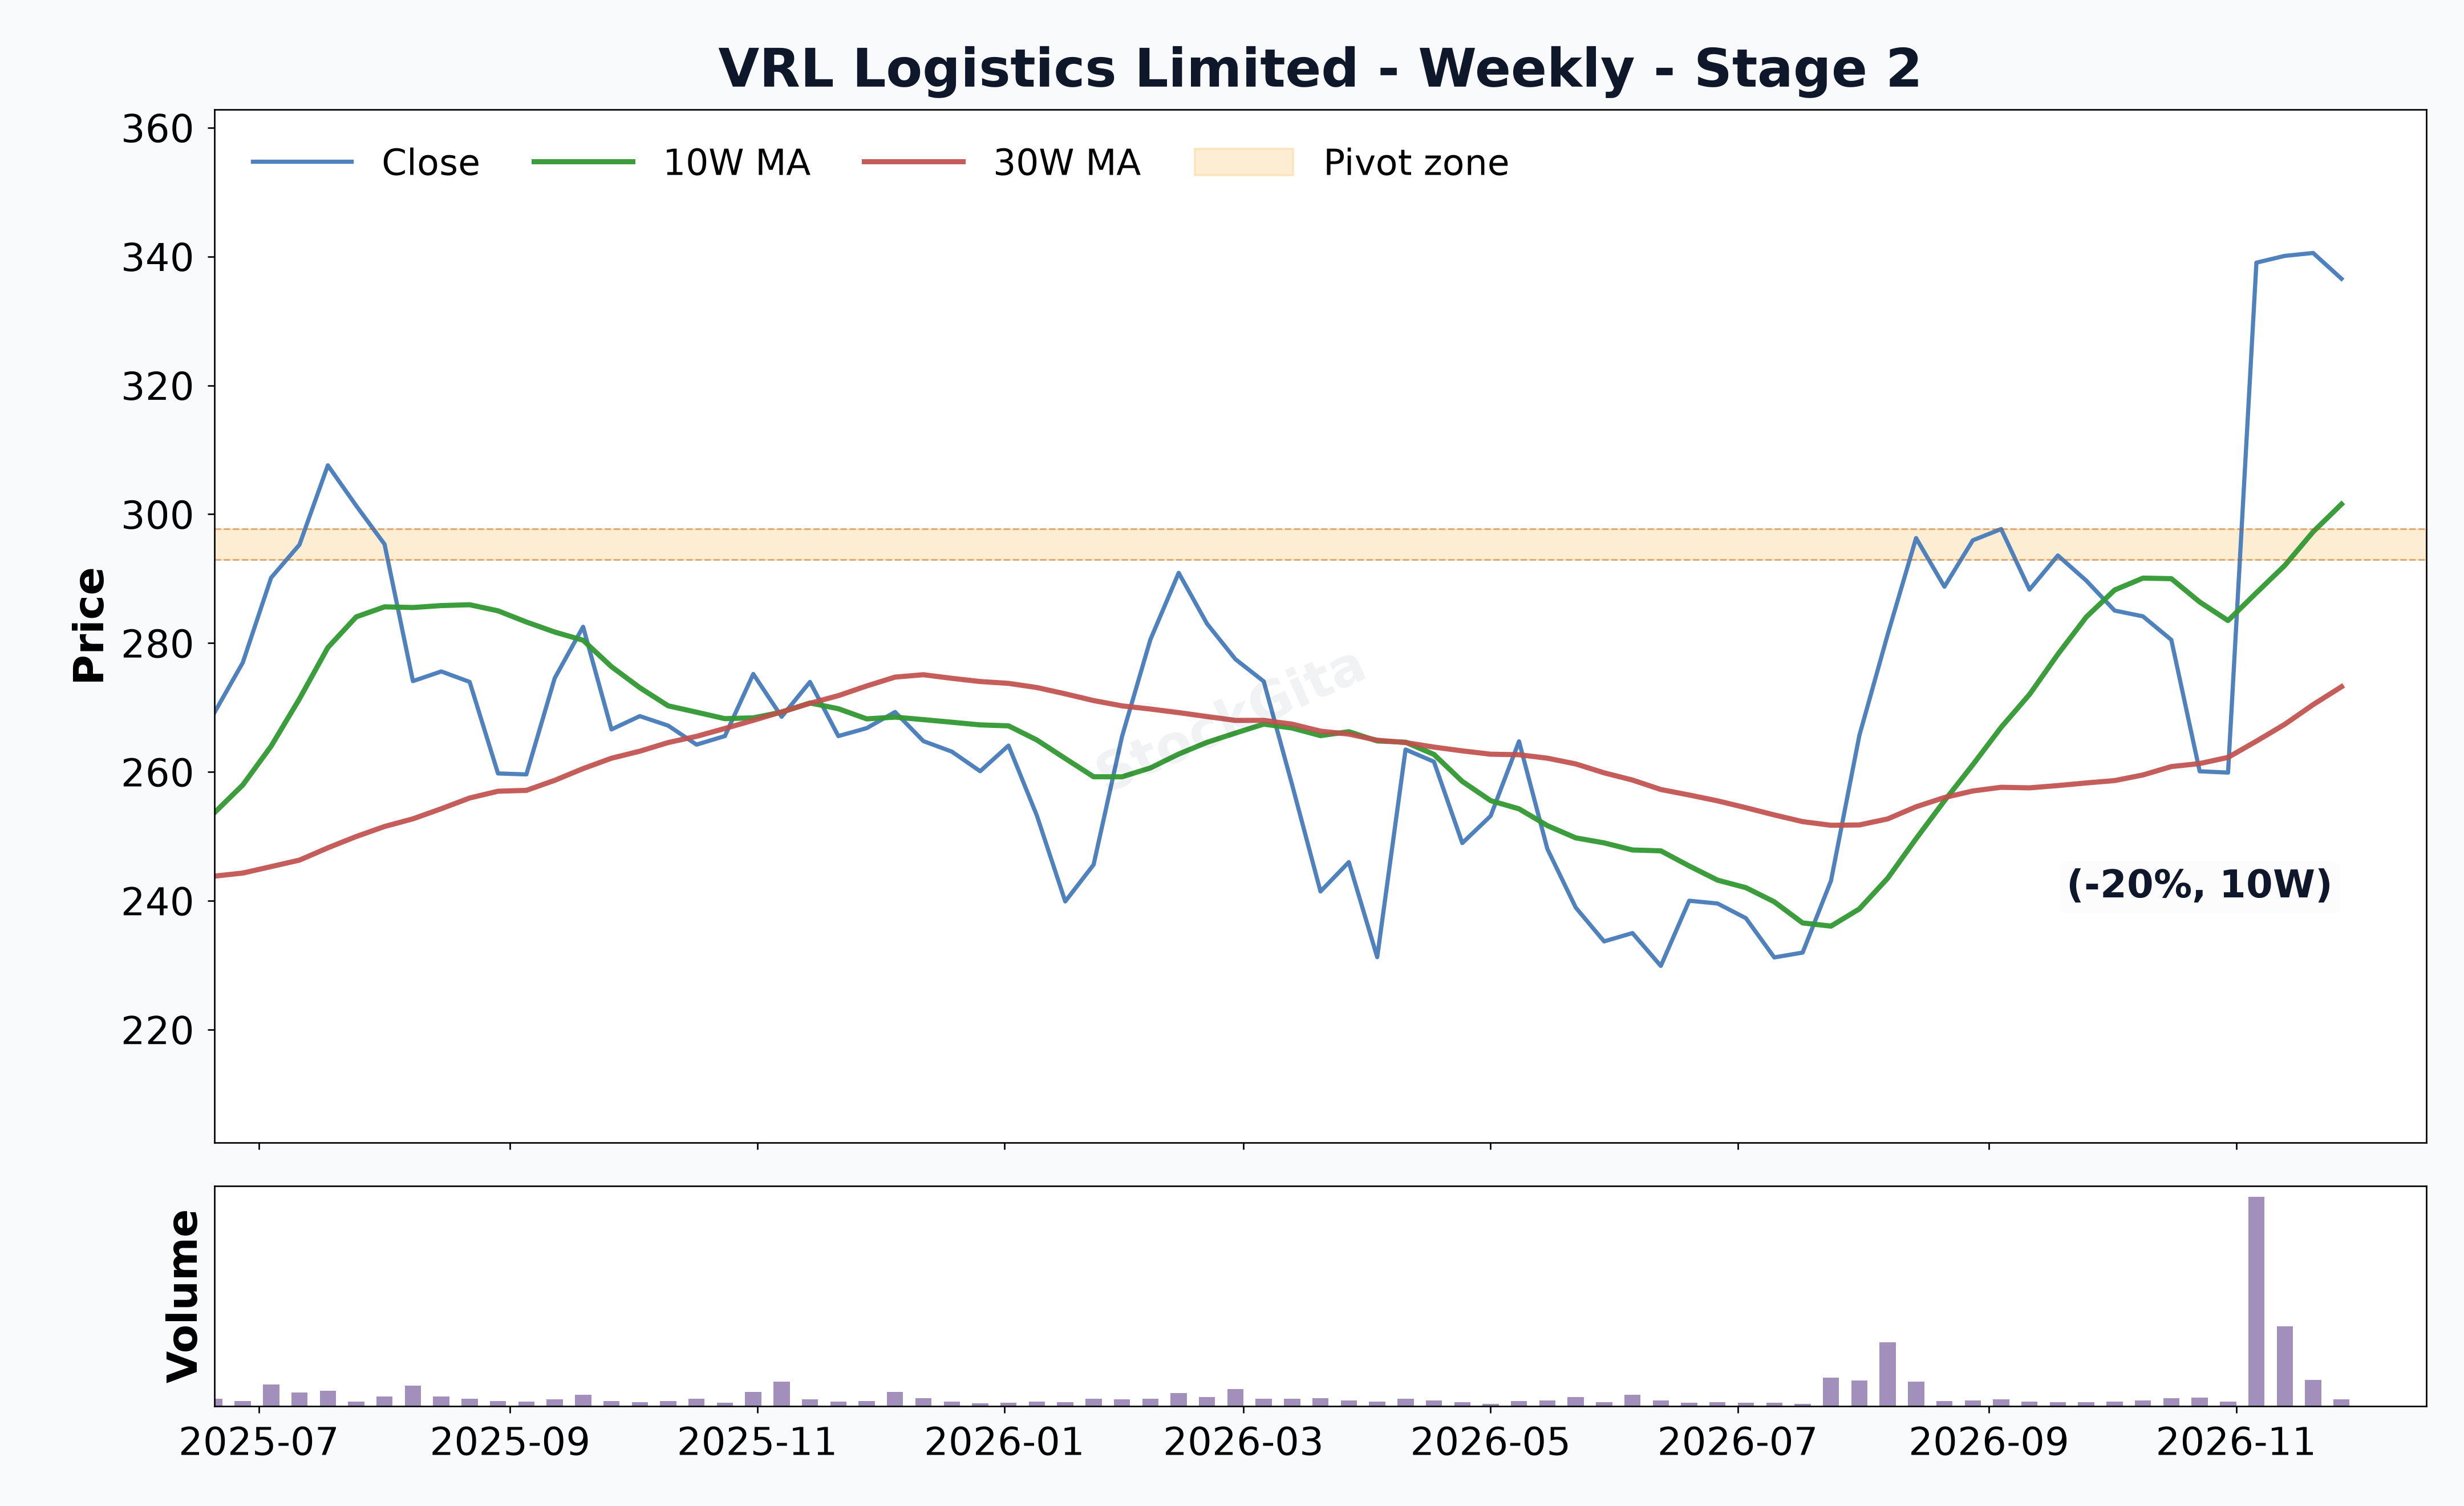 VRL Logistics Limited - Weekly - Stage 2
Close 10W MA 30W MA Pivot zone
360
340
320
300
280
260
240
220
Price
StockGita
(-20%, 10W)
Volume
2025-07 2025-09 2025-11 2026-01 2026-03 2026-05 2026-07 2026-09 2026-11